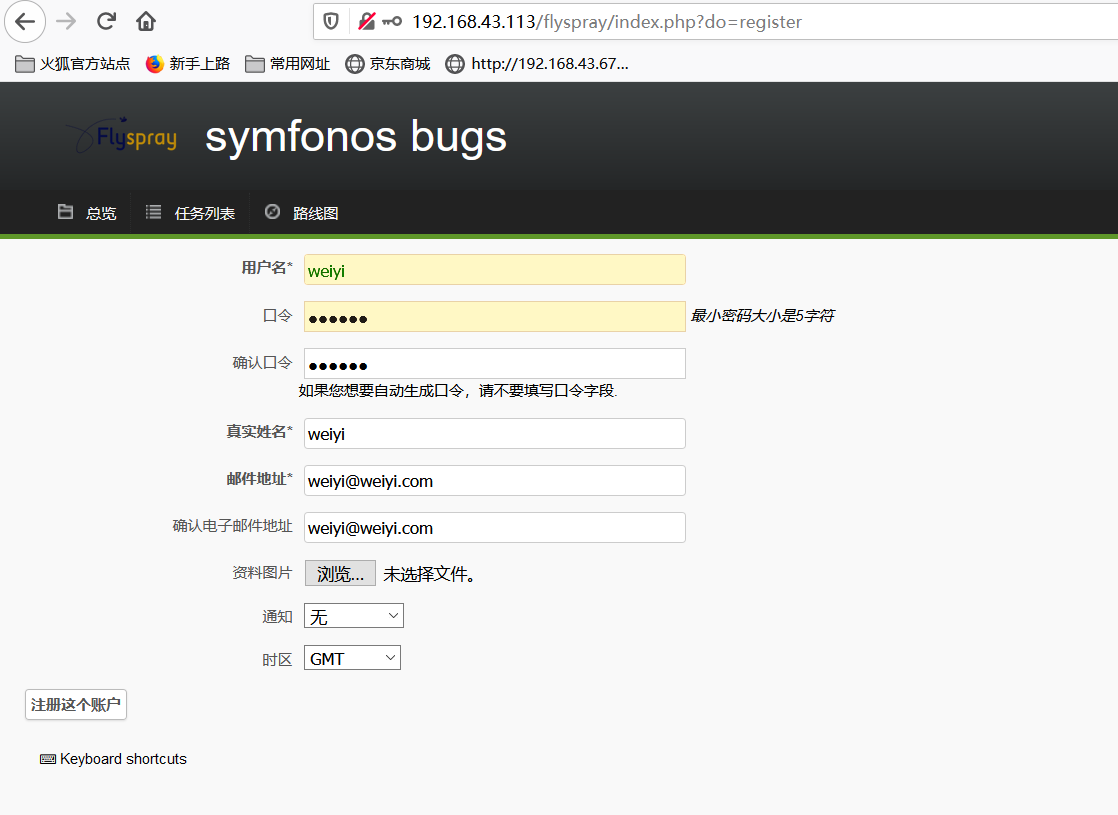 192.168.43.113/flyspray/index.php?do=register
火狐官方站点 新手上路 常用网址 京东商城 http://192.168.43.67...
Flyspray symfonos bugs
总览 任务列表 路线图
用户名* weiyi
口令 ●●●●●● 最小密码大小是5字符
确认口令 ●●●●●●
如果您想要自动生成口令，请不要填写口令字段.
真实姓名* weiyi
邮件地址* weiyi@weiyi.com
确认电子邮件地址 weiyi@weiyi.com
资料图片 浏览... 未选择文件。
通知 无
时区 GMT
注册这个账户
Keyboard shortcuts